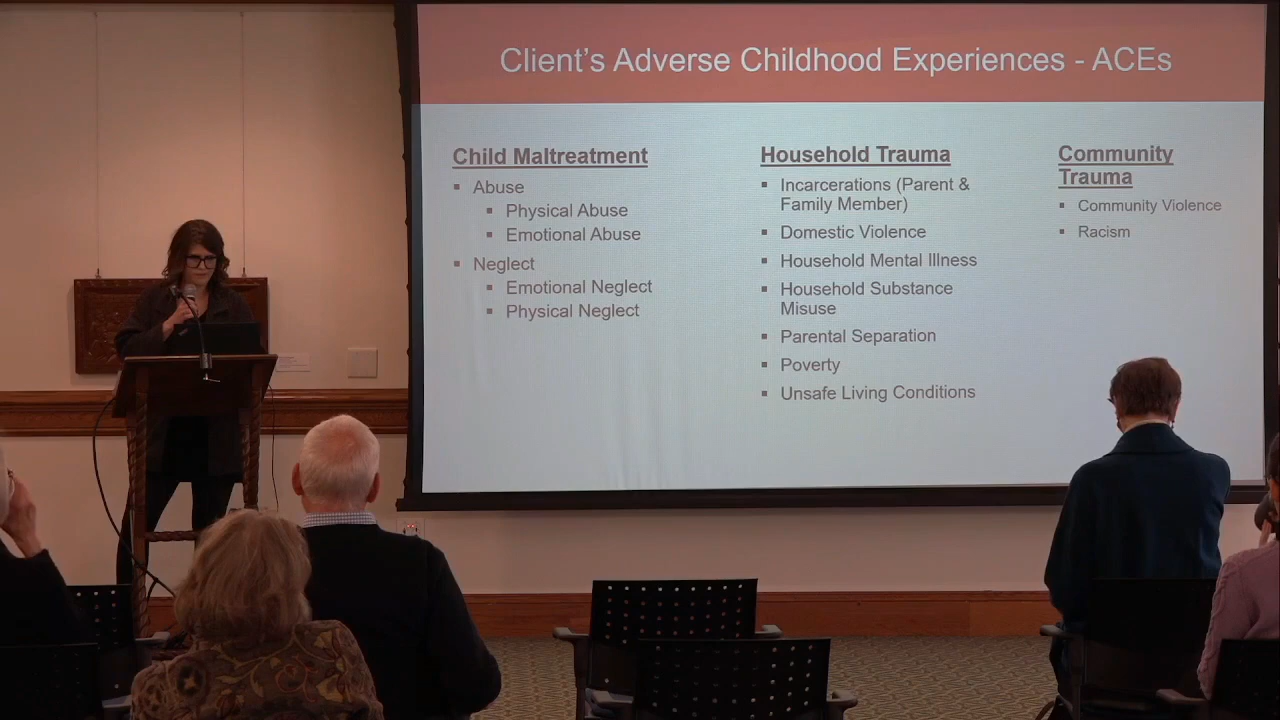 Client's Adverse Childhood Experiences - ACEs
Child Maltreatment
Abuse
Physical Abuse
Emotional Abuse
Neglect
Emotional Neglect
Physical Neglect
Household Trauma
Incarcerations (Parent &
Family Member)
Domestic Violence
Household Mental Illness
Household Substance
Misuse
Parental Separation
Poverty
Unsafe Living Conditions
Community
Trauma
Community Violence
Racism